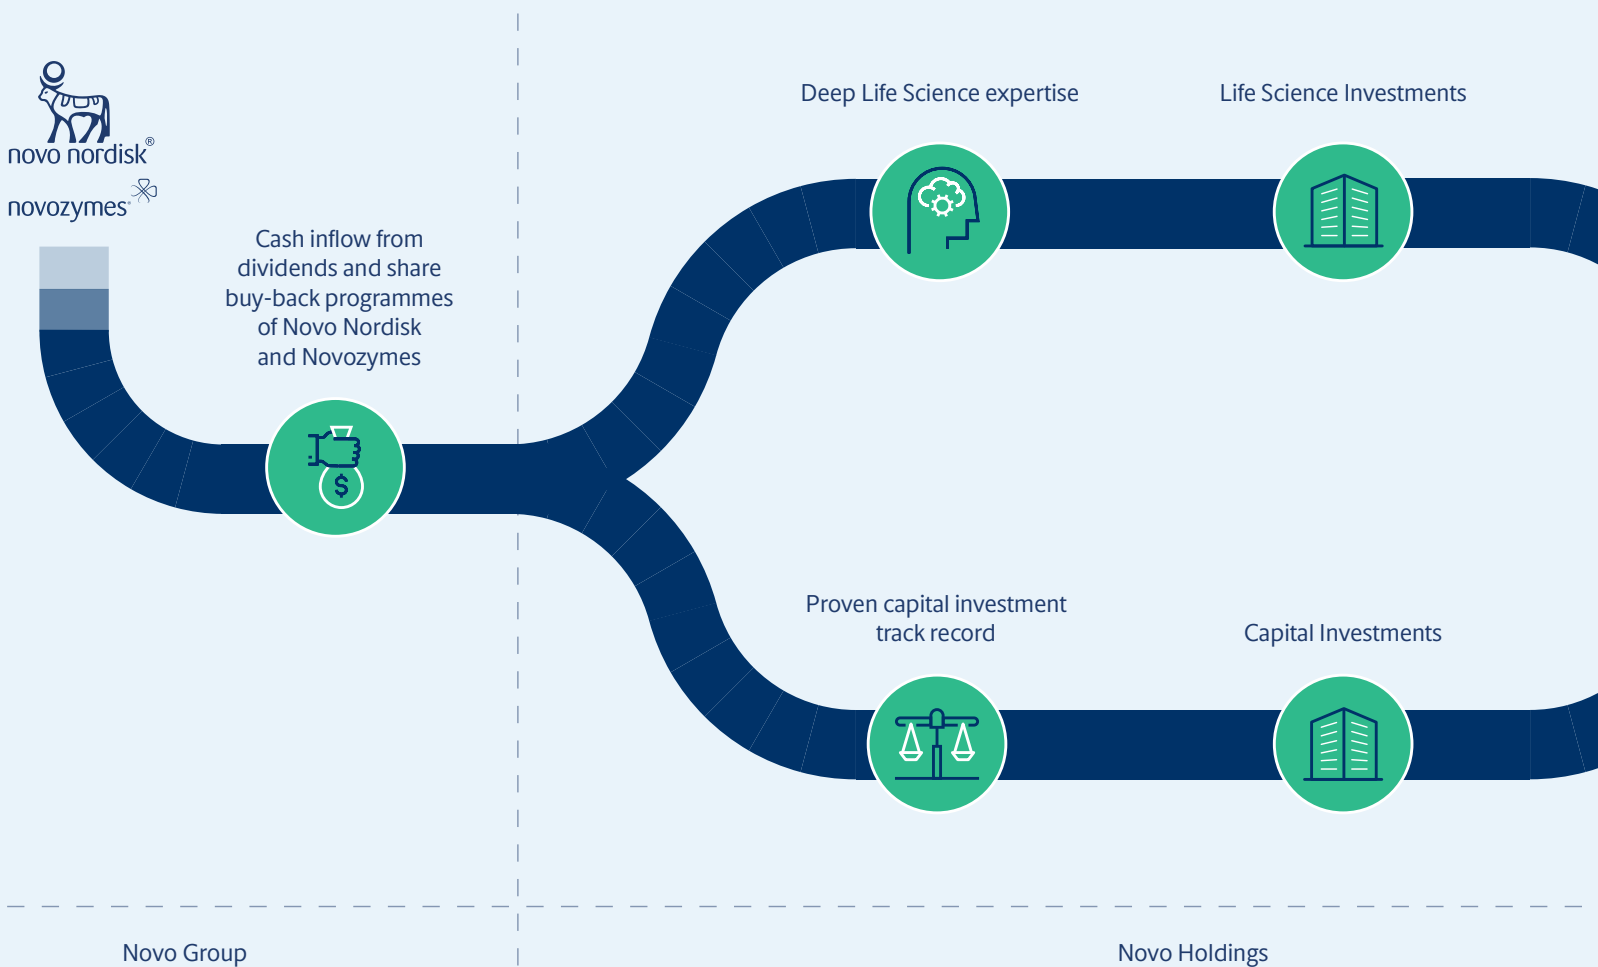 novo nordisk®
novozymes
Cash inflow from
dividends and share
buy-back programmes
of Novo Nordisk
and Novozymes
$
Deep Life Science expertise
Life Science Investments
Proven capital investment
track record
Capital Investments
Novo Group
Novo Holdings